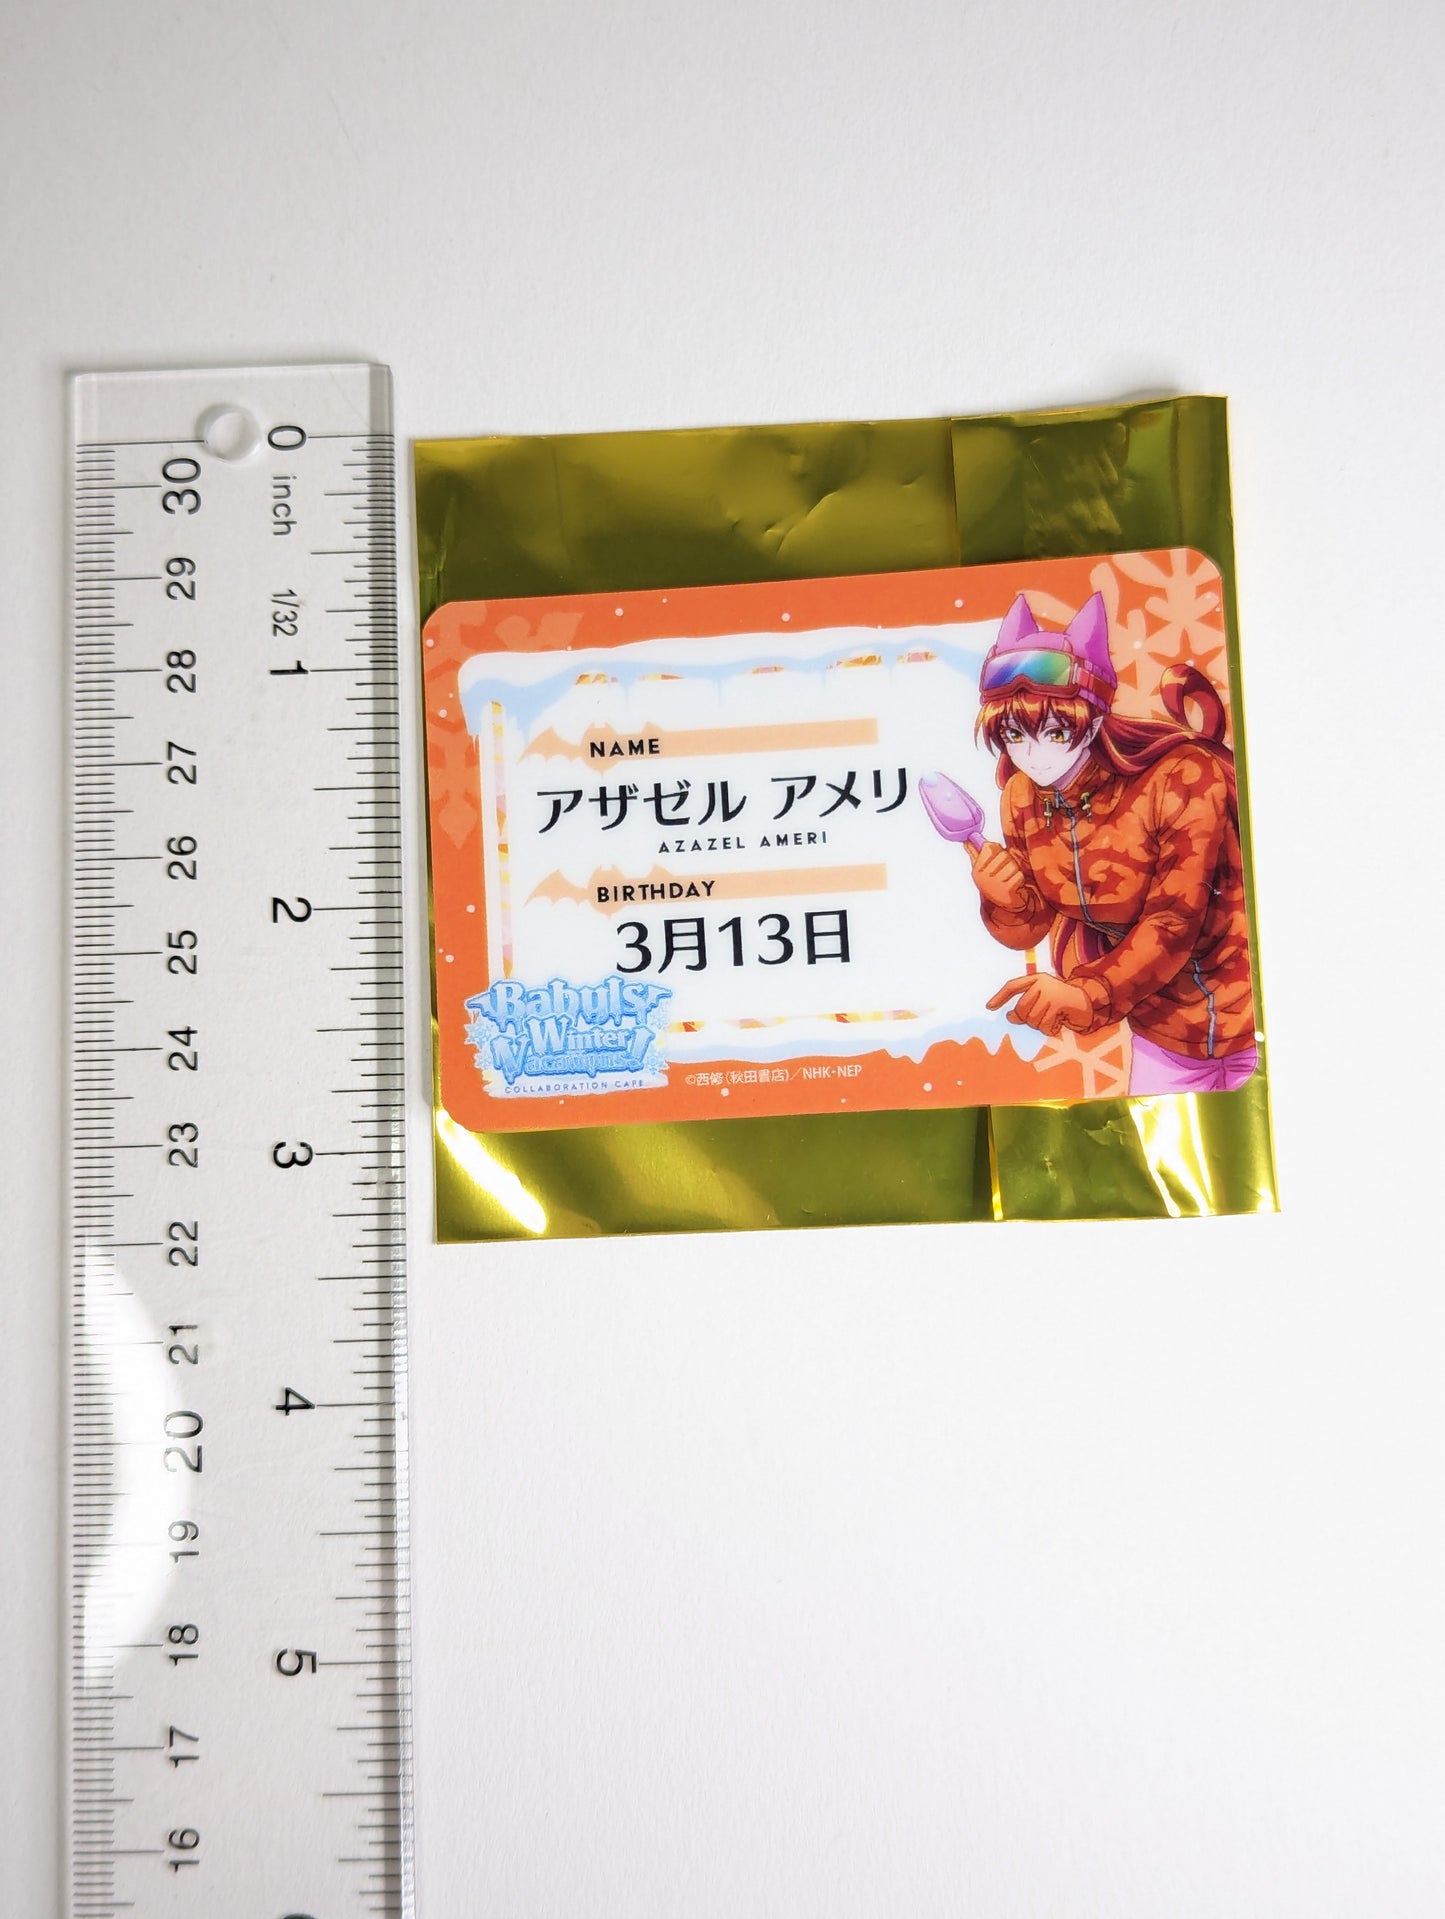 0
inch
1/32
1
2
3
4
5
30
29
28
27
26
25
24
23
22
21
20
19
18
17
16
NAME
アザゼル アメリ
AZAZEL AMERI
BIRTHDAY
3月13日
Babyls
Winter
Vacations!
COLLABORATION CAFE
©西修(秋田書店)／NHK・NEP